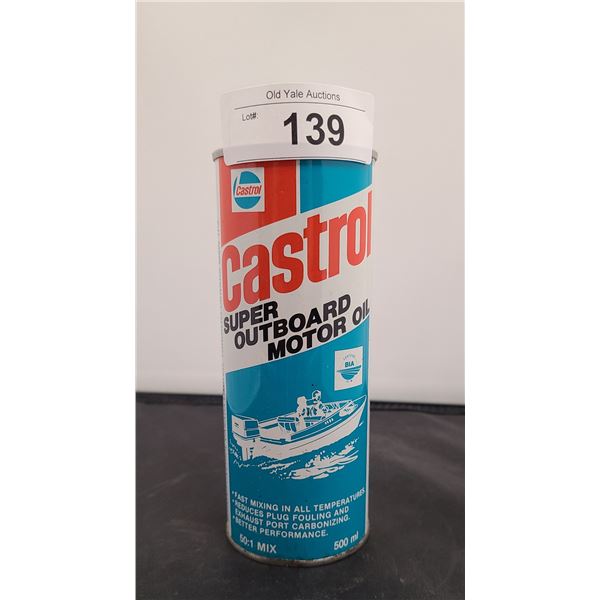 Old Yale Auctions
Lot#:
139
Castrol
Castrol
SUPER
OUTBOARD
MOTOR OIL
BIA
•FAST MIXING IN ALL TEMPERATURES.
•REDUCES PLUG FOULING AND
EXHAUST PORT CARBONIZING.
•BETTER PERFORMANCE.
50:1 MIX
500 ml